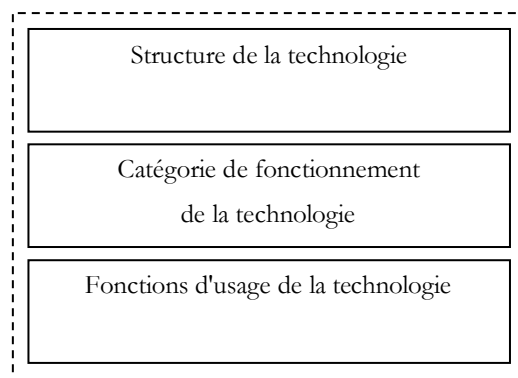 Structure de la technologie
Catégorie de fonctionnement
de la technologie
Fonctions d'usage de la technologie